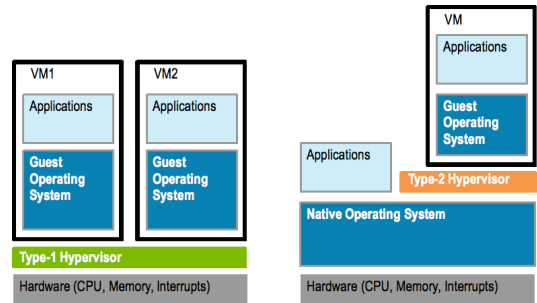 VM1
Applications
Guest
Operating
System
VM2
Applications
Guest
Operating
System
Type-1 Hypervisor
Hardware (CPU, Memory, Interrupts)
VM
Applications
Guest
Operating
System
Applications
Type-2 Hypervisor
Native Operating System
Hardware (CPU, Memory, Interrupts)